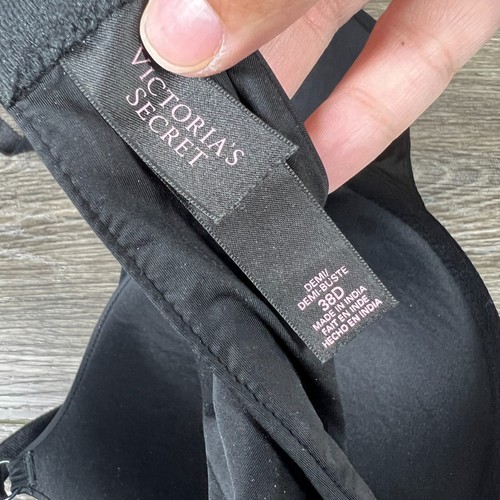 VICTORIA'S
SECRET
DEMI/
DEMI-BUSTE
38D
MADE IN INDIA
FAIT EN INDE
HECHO EN INDIA